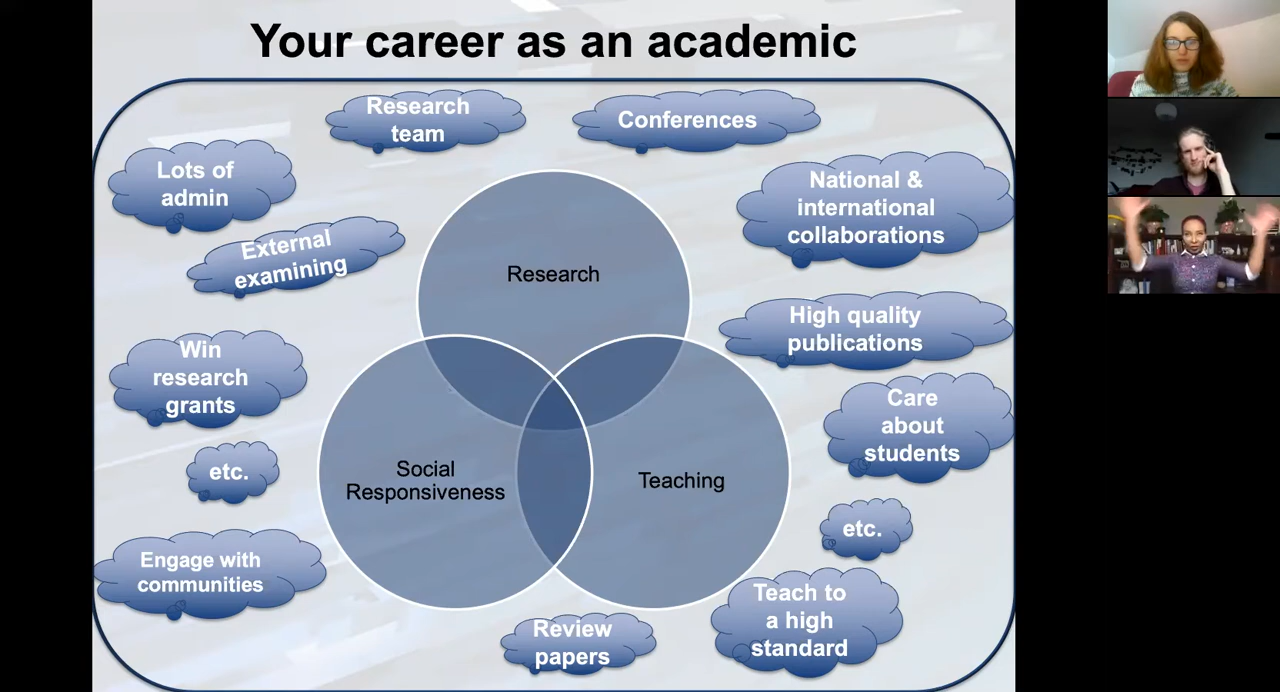 Your career as an academic
Research
team
Conferences
Lots of
admin
National &
international
collaborations
External
examining
Research
High quality
publications
Win
research
grants
Care
about
students
etc.
Social
Responsiveness
Teaching
etc.
Engage with
communities
Teach to
a high
standard
Review
papers